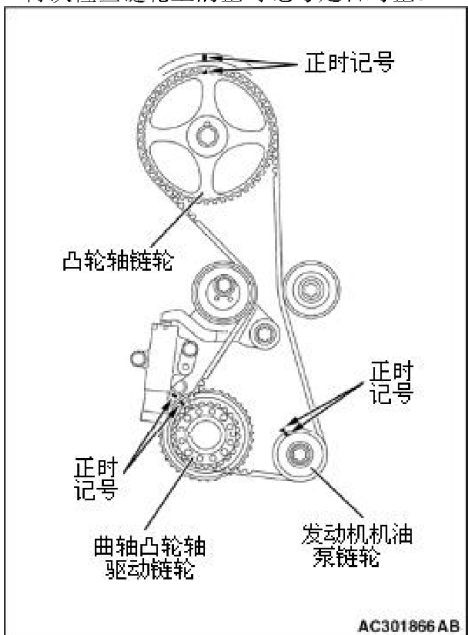 正时记号
凸轮轴链轮
正时
记号
正时
记号
曲轴凸轮轴
驱动链轮
发动机机油
泵链轮
AC301866AB